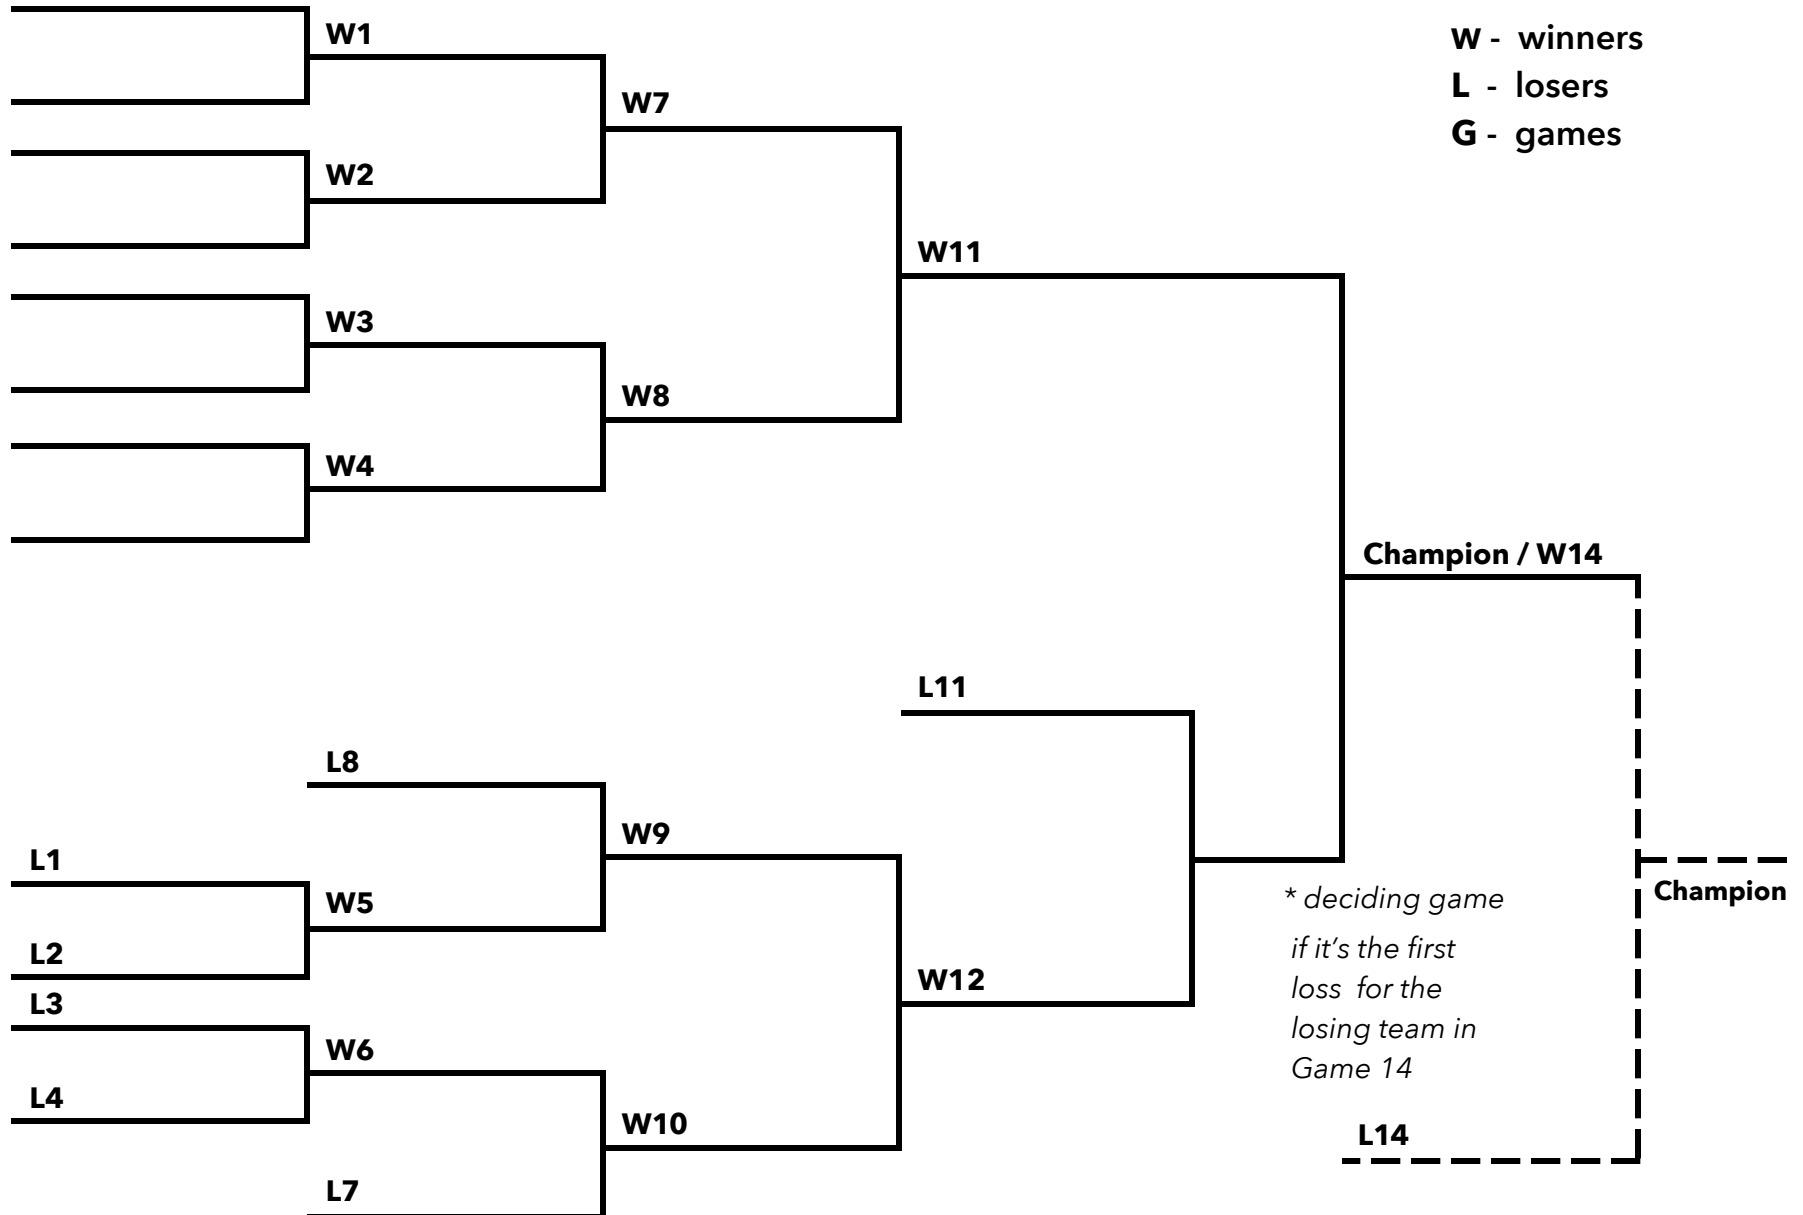 W1
W - winners
L - losers
W7
G - games
W2
W11
W3
W8
W4
Champion / W14
L11
L8
W9
L1
Champion
W5
* deciding game
if it's the first
L2
W12
loss for the
L3
losing team in
W6
Game 14
L4
W10
L14
L7